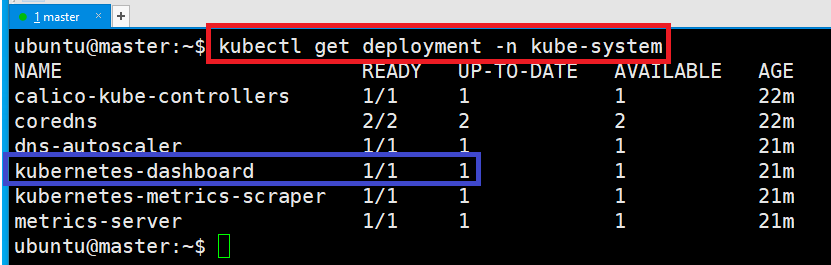 1 master × +
ubuntu@master:~$ kubectl get deployment -n kube-system
NAME READY UP-TO-DATE AVAILABLE AGE
calico-kube-controllers 1/1 1 1 22m
coredns 2/2 2 2 22m
dns-autoscaler 1/1 1 1 21m
kubernetes-dashboard 1/1 1 1 21m
kubernetes-metrics-scraper 1/1 1 1 21m
metrics-server 1/1 1 1 21m
ubuntu@master:~$